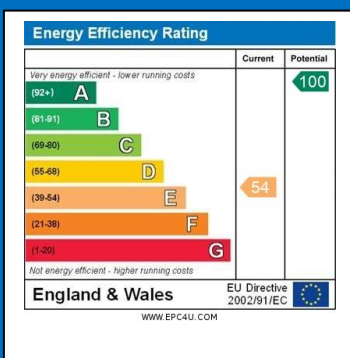 Energy Efficiency Rating
Current Potential
Very energy efficient - lower running costs
(92+) A 100
(81-91) B
(69-80) C
(55-68) D
(39-54) E 54
(21-38) F
(1-20) G
Not energy efficient - higher running costs
England & Wales EU Directive 2002/91/EC
WWW.EPC4U.COM